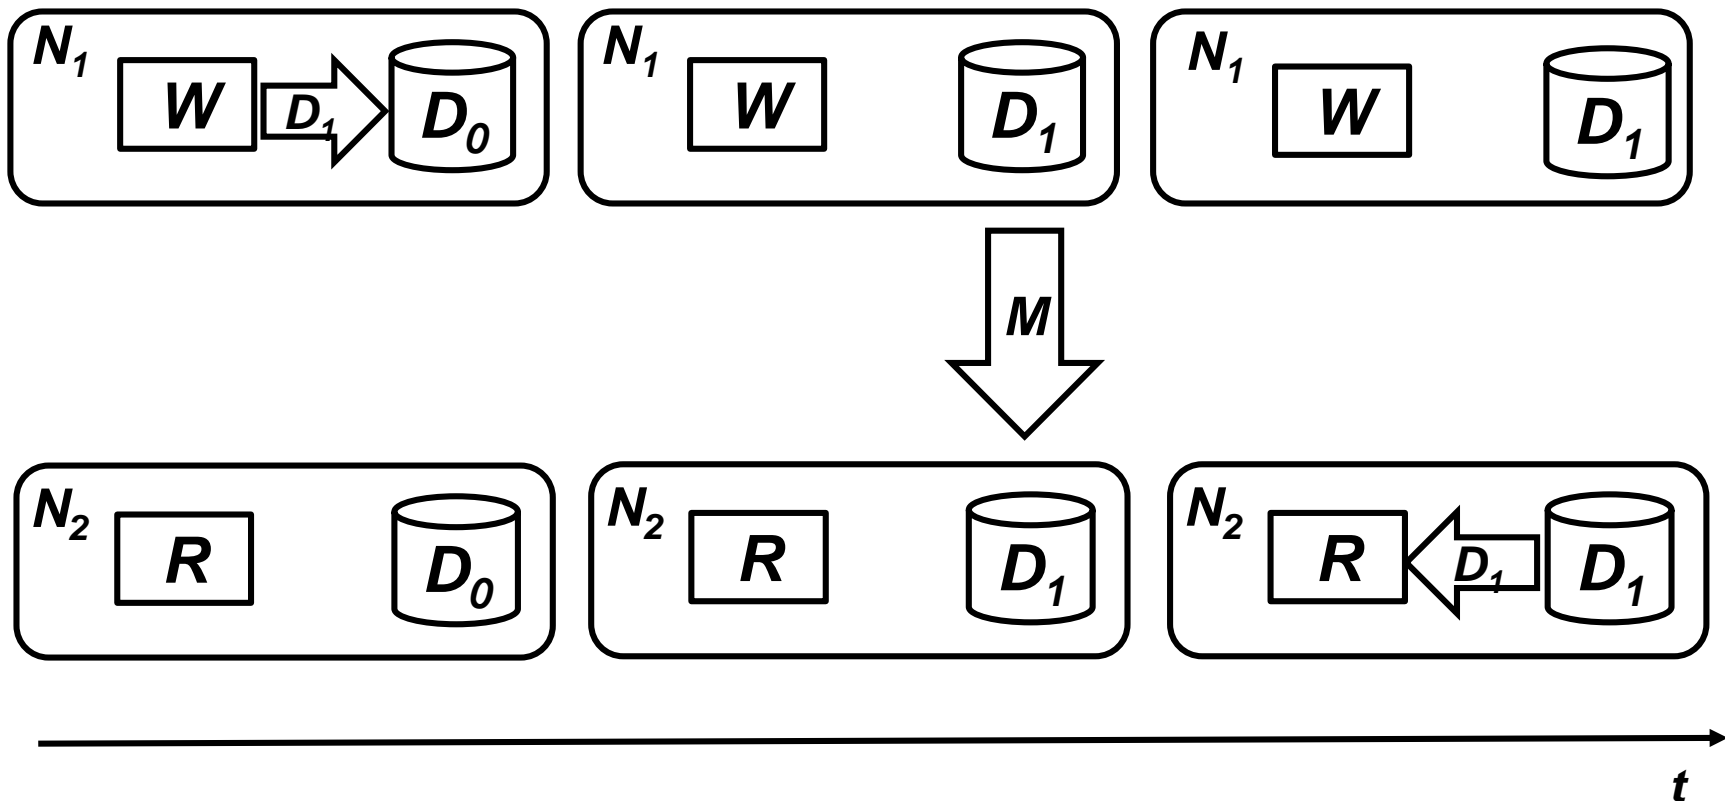 N1 W D1 D0
N1 W D1
N1 W D1
M
N2 R D0
N2 R D1
N2 R D1 D1
t